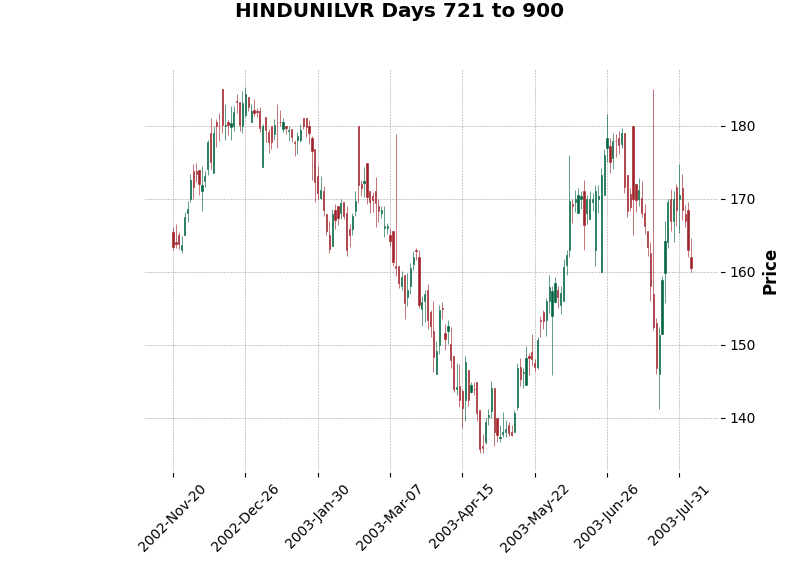 HINDUNILVR Days 721 to 900
180
170
160
150
140
Price
2002-Nov-20
2002-Dec-26
2003-Jan-30
2003-Mar-07
2003-Apr-15
2003-May-22
2003-Jun-26
2003-Jul-31